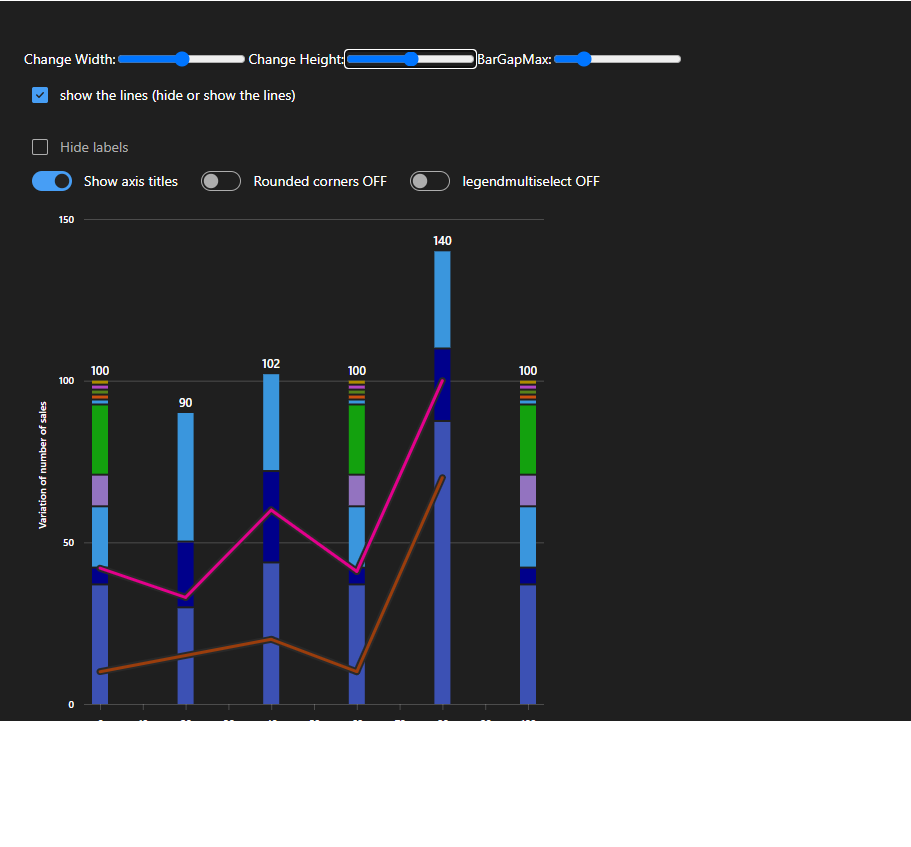 Change Width: Change Height: BarGapMax:
show the lines (hide or show the lines)
Hide labels
Show axis titles Rounded corners OFF legendmultiselect OFF
150
140
102
100 100 100
100
90
Variation of number of sales
50
0